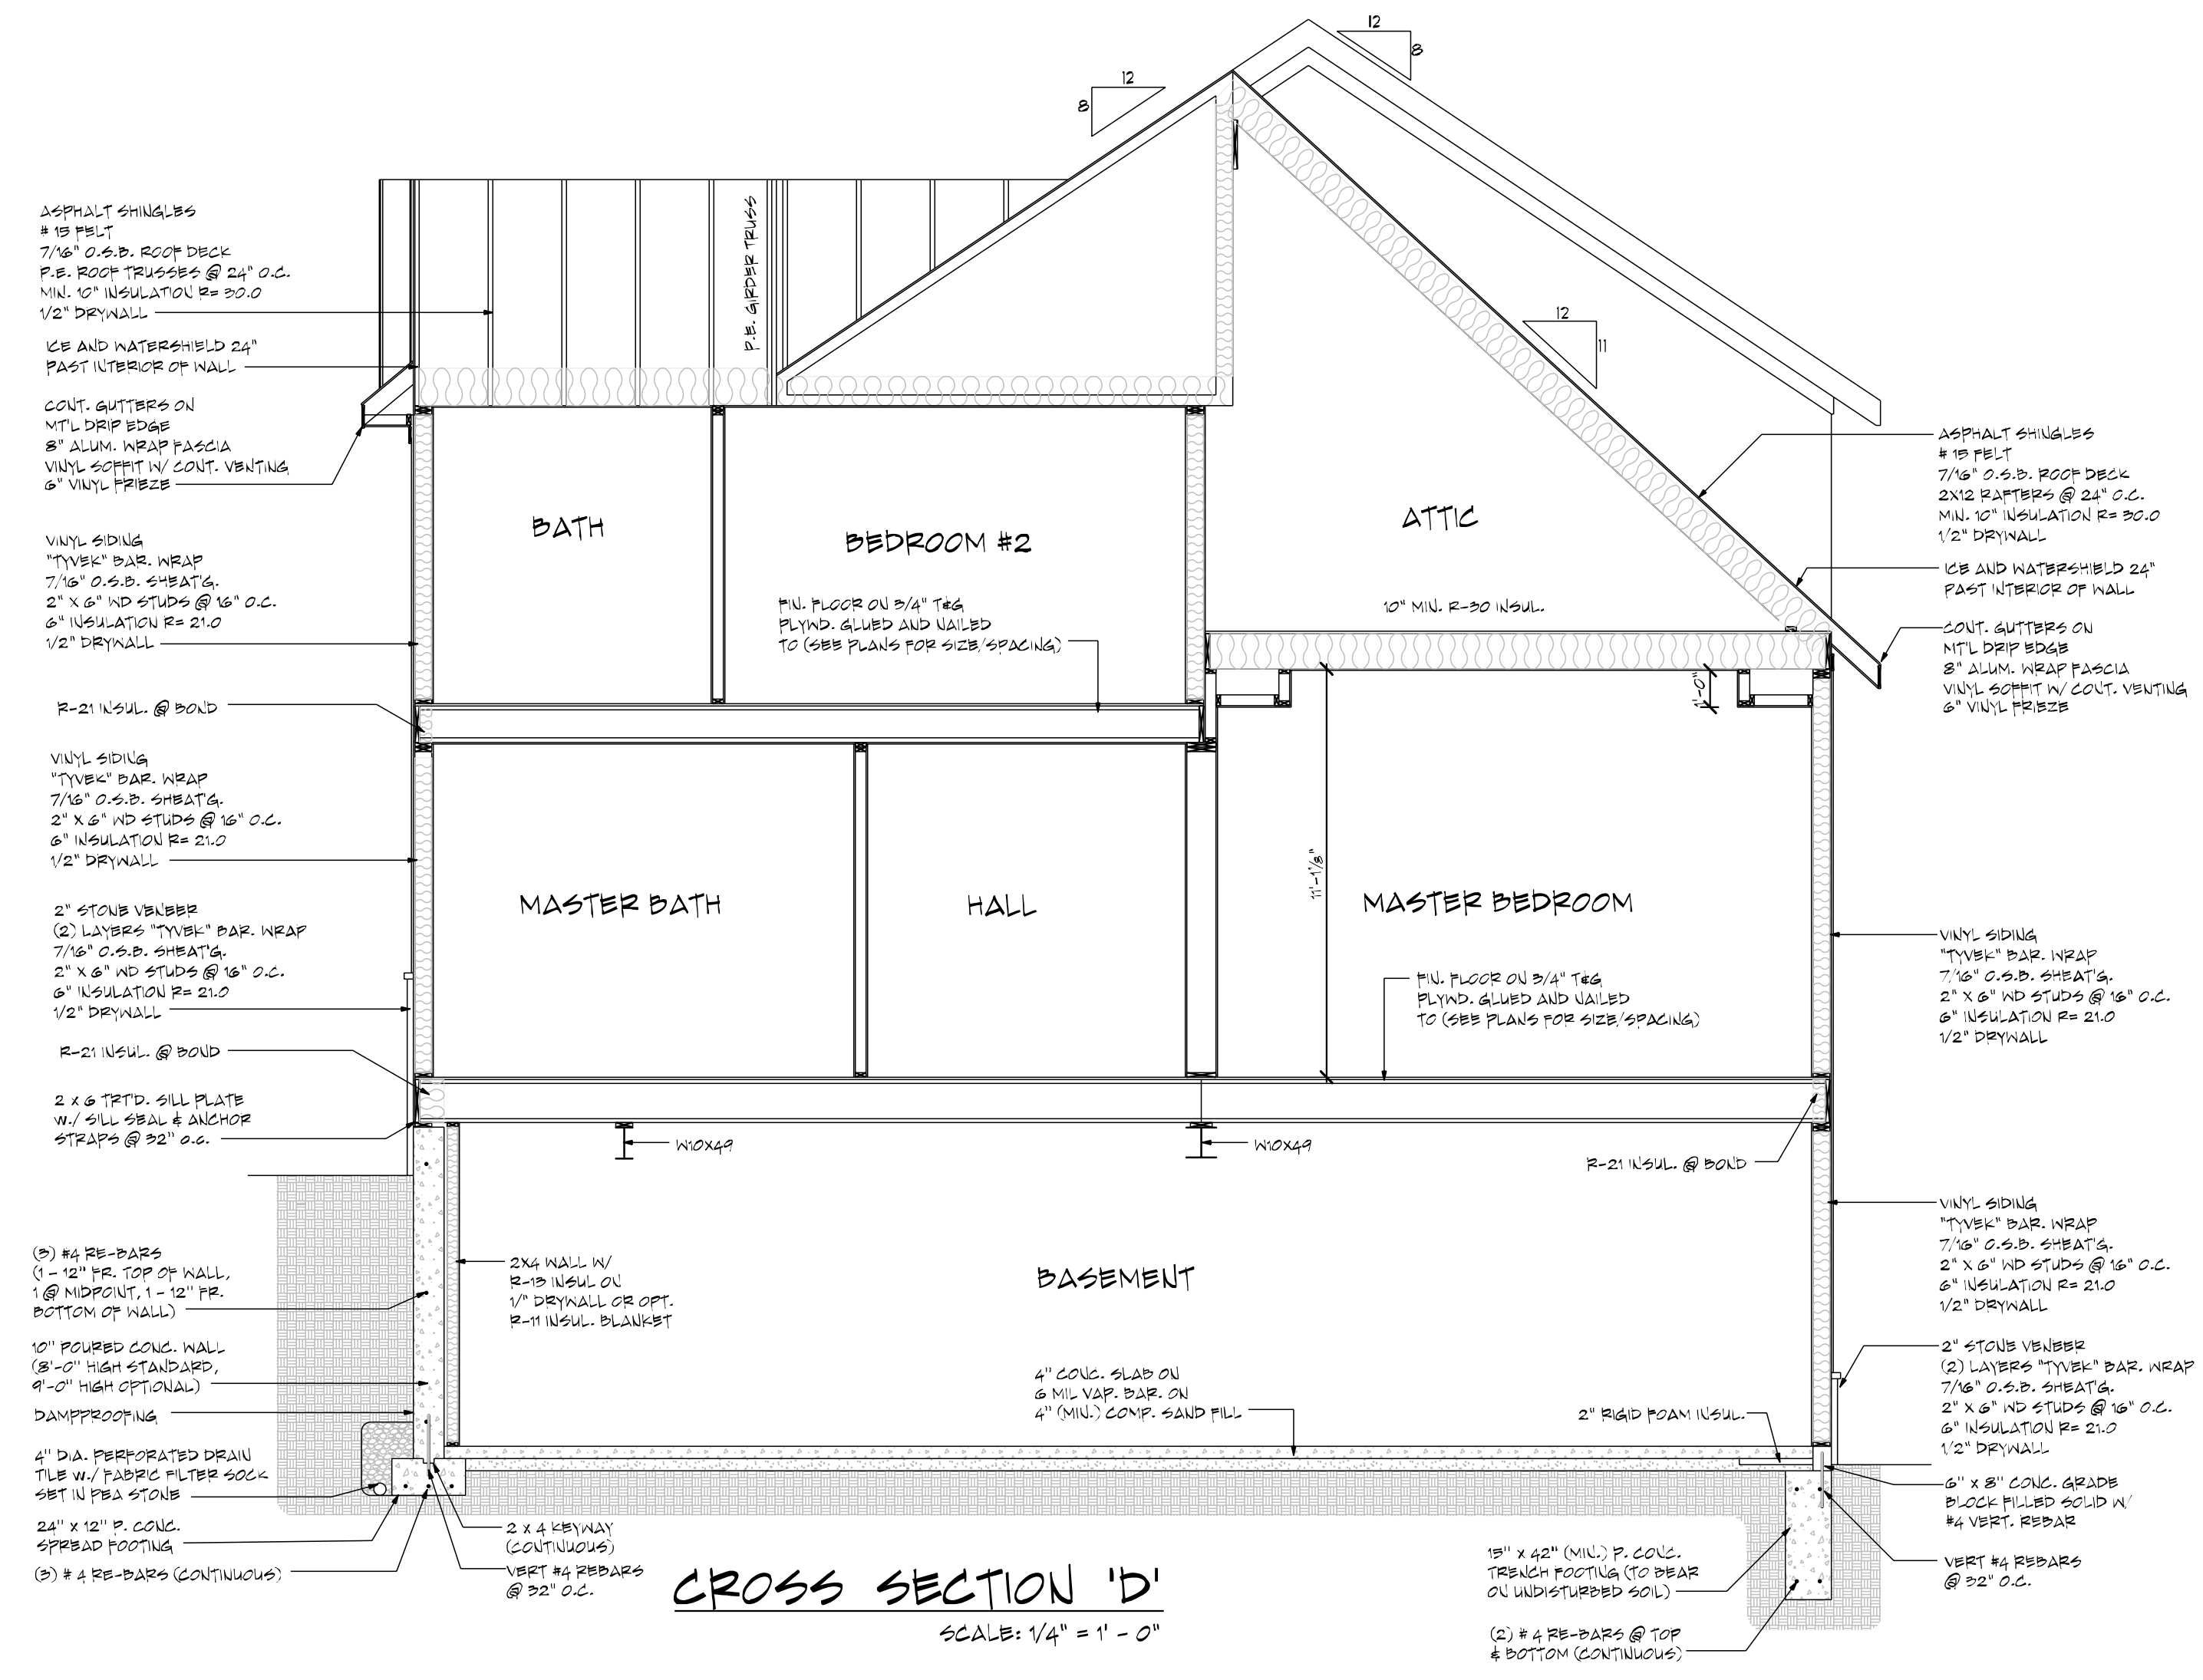 12
8
12
8
P.E. GIRDER TRUSS
ASPHALT SHINGLES
# 15 FELT
7/16" O.S.B. ROOF DECK
P.E. ROOF TRUSSES @ 24" O.C.
MIN. 10" INSULATION R= 30.0
1/2" DRYWALL
ICE AND WATERSHIELD 24"
PAST INTERIOR OF WALL
CONT. GUTTERS ON
MT'L DRIP EDGE
8" ALUM. WRAP FASCIA
VINYL SOFFIT W/ CONT. VENTING
6" VINYL FRIEZE
VINYL SIDING
"TYVEK" BAR. WRAP
7/16" O.S.B. SHEAT'G.
2" X 6" WD STUDS @ 16" O.C.
6" INSULATION R= 21.0
1/2" DRYWALL
R-21 INSUL. @ BOND
VINYL SIDING
"TYVEK" BAR. WRAP
7/16" O.S.B. SHEAT'G.
2" X 6" WD STUDS @ 16" O.C.
6" INSULATION R= 21.0
1/2" DRYWALL
2" STONE VENEER
(2) LAYERS "TYVEK" BAR. WRAP
7/16" O.S.B. SHEAT'G.
2" X 6" WD STUDS @ 16" O.C.
6" INSULATION R= 21.0
1/2" DRYWALL
R-21 INSUL. @ BOND
2 X 6 TRT'D. SILL PLATE
W./ SILL SEAL & ANCHOR
STRAPS @ 32" O.C.
(3) #4 RE-BARS
(1 - 12" FR. TOP OF WALL,
1 @ MIDPOINT, 1 - 12" FR.
BOTTOM OF WALL)
10" POURED CONC. WALL
(8'-0" HIGH STANDARD,
9'-0" HIGH OPTIONAL)
DAMPPROOFING
4" DIA. PERFORATED DRAIN
TILE W./ FABRIC FILTER SOCK
SET IN PEA STONE
24" X 12" P. CONC.
SPREAD FOOTING
(3) # 4 RE-BARS (CONTINUOUS)
BATH
BEDROOM #2
FIN. FLOOR ON 3/4" T&G
PLYWD. GLUED AND NAILED
TO (SEE PLANS FOR SIZE/SPACING)
ATTIC
10" MIN. R-30 INSUL.
12
11
1'-0"
MASTER BATH
HALL
11'-1 1/8"
MASTER BEDROOM
FIN. FLOOR ON 3/4" T&G
PLYWD. GLUED AND NAILED
TO (SEE PLANS FOR SIZE/SPACING)
W10X49
W10X49
R-21 INSUL. @ BOND
2X4 WALL W/
R-13 INSUL ON
1/" DRYWALL OR OPT.
R-11 INSUL. BLANKET
BASEMENT
4" CONC. SLAB ON
6 MIL VAP. BAR. ON
4" (MIN.) COMP. SAND FILL
2" RIGID FOAM INSUL.
2 X 4 KEYWAY
(CONTINUOUS)
VERT #4 REBARS
@ 32" O.C.
15" X 42" (MIN.) P. CONC.
TRENCH FOOTING (TO BEAR
ON UNDISTURBED SOIL)
(2) # 4 RE-BARS @ TOP
& BOTTOM (CONTINUOUS)
ASPHALT SHINGLES
# 15 FELT
7/16" O.S.B. ROOF DECK
2X12 RAFTERS @ 24" O.C.
MIN. 10" INSULATION R= 30.0
1/2" DRYWALL
ICE AND WATERSHIELD 24"
PAST INTERIOR OF WALL
CONT. GUTTERS ON
MT'L DRIP EDGE
8" ALUM. WRAP FASCIA
VINYL SOFFIT W/ CONT. VENTING
6" VINYL FRIEZE
VINYL SIDING
"TYVEK" BAR. WRAP
7/16" O.S.B. SHEAT'G.
2" X 6" WD STUDS @ 16" O.C.
6" INSULATION R= 21.0
1/2" DRYWALL
VINYL SIDING
"TYVEK" BAR. WRAP
7/16" O.S.B. SHEAT'G.
2" X 6" WD STUDS @ 16" O.C.
6" INSULATION R= 21.0
1/2" DRYWALL
2" STONE VENEER
(2) LAYERS "TYVEK" BAR. WRAP
7/16" O.S.B. SHEAT'G.
2" X 6" WD STUDS @ 16" O.C.
6" INSULATION R= 21.0
1/2" DRYWALL
6" X 8" CONC. GRADE
BLOCK FILLED SOLID W/
#4 VERT. REBAR
VERT #4 REBARS
@ 32" O.C.
CROSS SECTION 'D'
SCALE: 1/4" = 1' - 0"